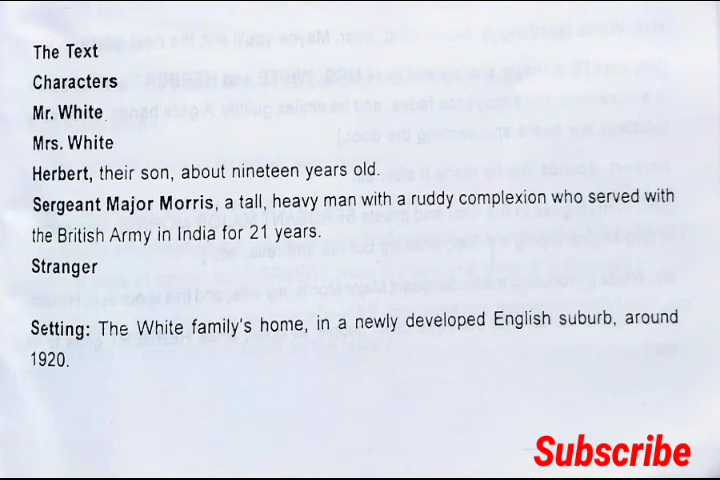 The Text
Characters
Mr. White
Mrs. White
Herbert, their son, about nineteen years old.
Sergeant Major Morris, a tall, heavy man with a ruddy complexion who served with
the British Army in India for 21 years.
Stranger
Setting: The White family's home, in a newly developed English suburb, around
1920.
Subscribe